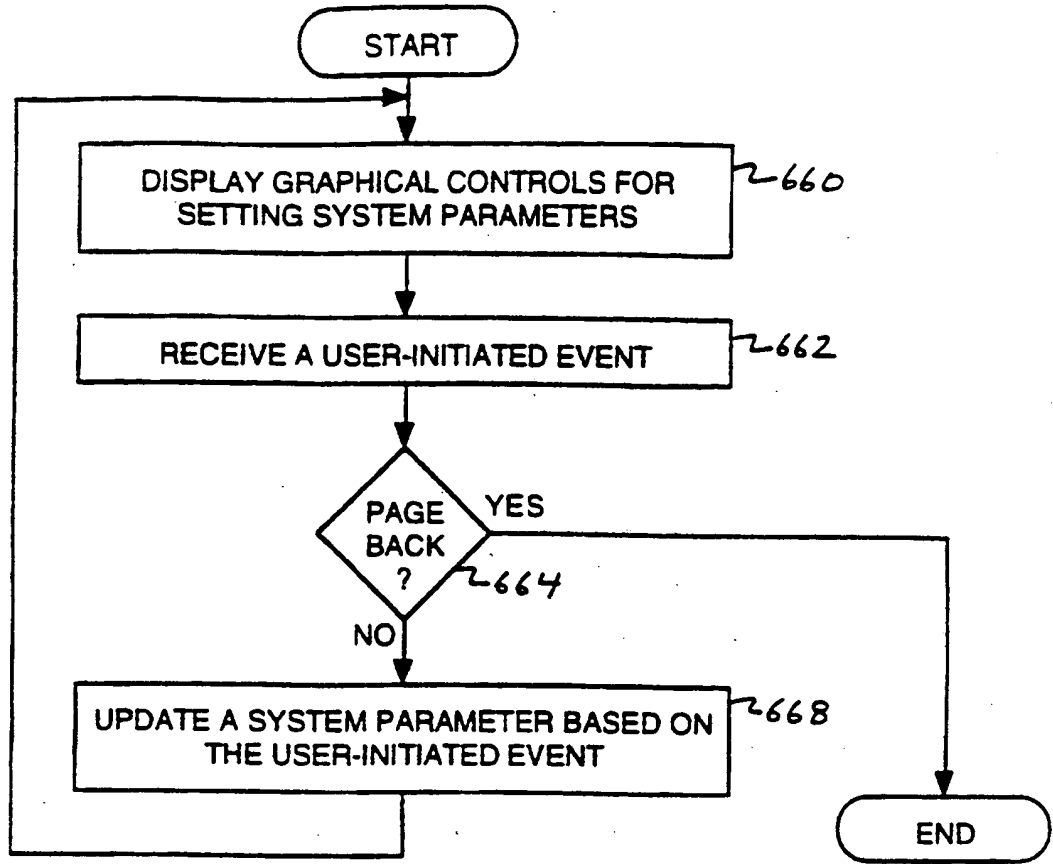 START
DISPLAY GRAPHICAL CONTROLS FOR
SETTING SYSTEM PARAMETERS
660
RECEIVE A USER-INITIATED EVENT
662
PAGE
BACK
?
YES
664
NO
UPDATE A SYSTEM PARAMETER BASED ON
THE USER-INITIATED EVENT
668
END